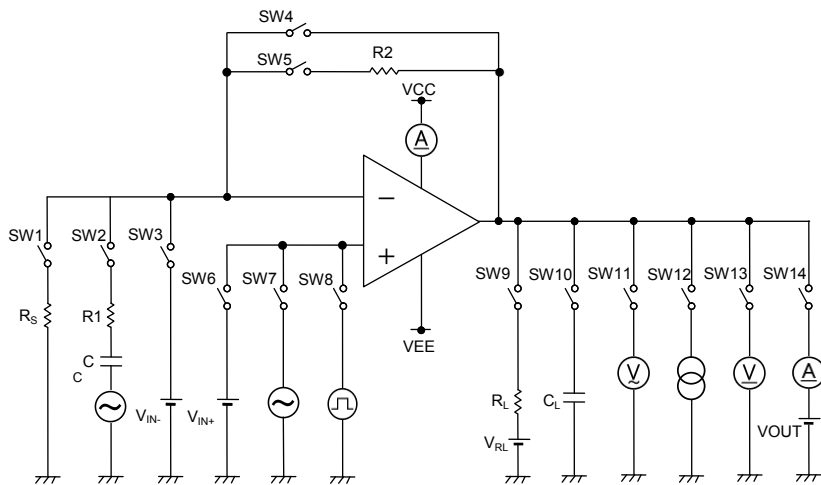 SW4
SW5 R2
VCC
A
SW1 SW2 SW3
SW6 SW7 SW8
SW9 SW10 SW11 SW12 SW13 SW14
VEE
RS R1
C
C
VIN- VIN+
RL CL V V A
VRL VOUT